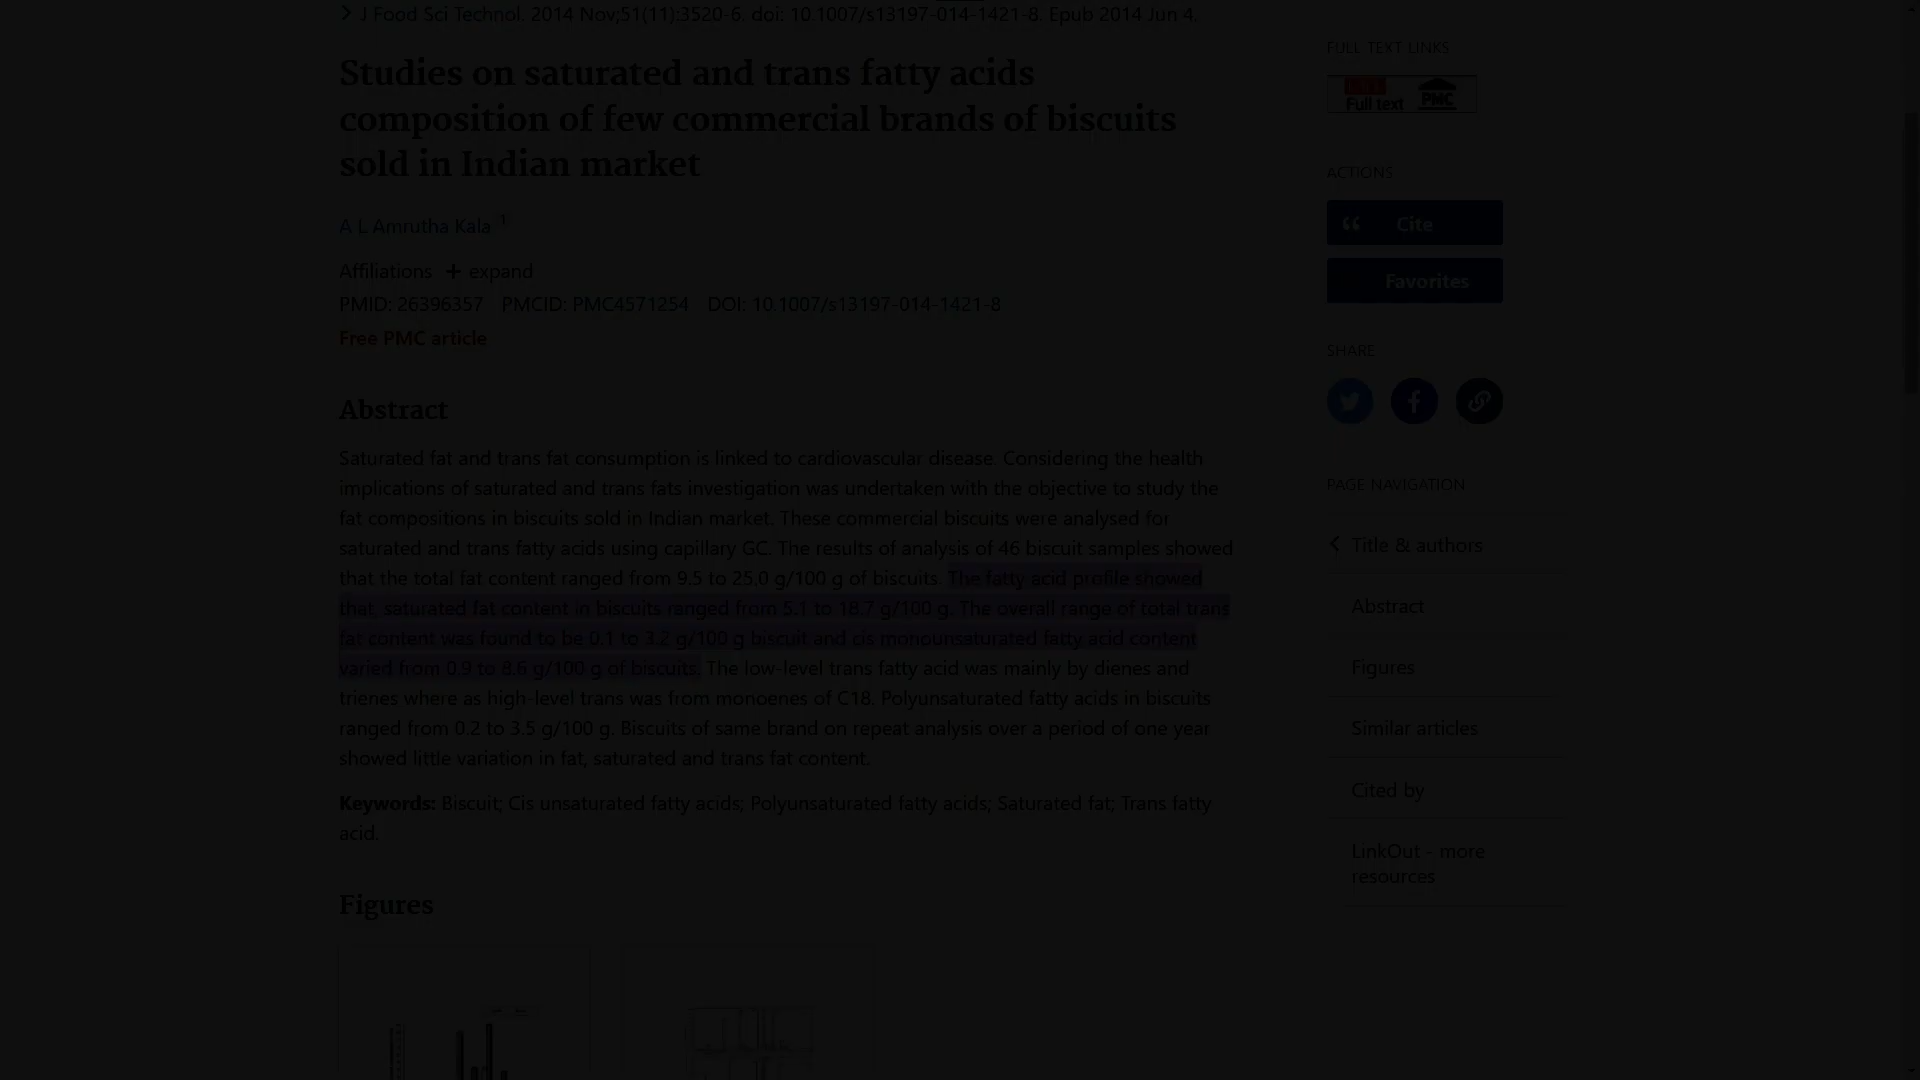 J Food Sci Technol. 2014 Nov;51(11):3520-6. doi: 10.1007/s13197-014-1421-8. Epub 2014 Jun 4.
Studies on saturated and trans fatty acids
composition of few commercial brands of biscuits
sold in Indian market
A L Amrutha Kala 1
Affiliations + expand
PMID: 26396357 PMCID: PMC4571254 DOI: 10.1007/s13197-014-1421-8
Free PMC article
Abstract
Saturated fat and trans fat consumption is linked to cardiovascular disease. Considering the health
implications of saturated and trans fats investigation was undertaken with the objective to study the
fat compositions in biscuits sold in Indian market. These commercial biscuits were analysed for
saturated and trans fatty acids using capillary GC. The results of analysis of 46 biscuit samples showed
that the total fat content ranged from 9.5 to 25.0 g/100 g of biscuits. The fatty acid profile showed
that, saturated fat content in biscuits ranged from 5.1 to 18.7 g/100 g. The overall range of total trans
fat content was found to be 0.1 to 3.2 g/100 g biscuit and cis monounsaturated fatty acid content
varied from 0.9 to 8.6 g/100 g of biscuits. The low-level trans fatty acid was mainly by dienes and
trienes where as high-level trans was from monoenes of C18. Polyunsaturated fatty acids in biscuits
ranged from 0.2 to 3.5 g/100 g. Biscuits of same brand on repeat analysis over a period of one year
showed little variation in fat, saturated and trans fat content.
Keywords: Biscuit; Cis unsaturated fatty acids; Polyunsaturated fatty acids; Saturated fat; Trans fatty
acid.
Figures
FULL TEXT LINKS
Full text PMC
ACTIONS
Cite
Favorites
SHARE
PAGE NAVIGATION
Title & authors
Abstract
Figures
Similar articles
Cited by
LinkOut - more
resources